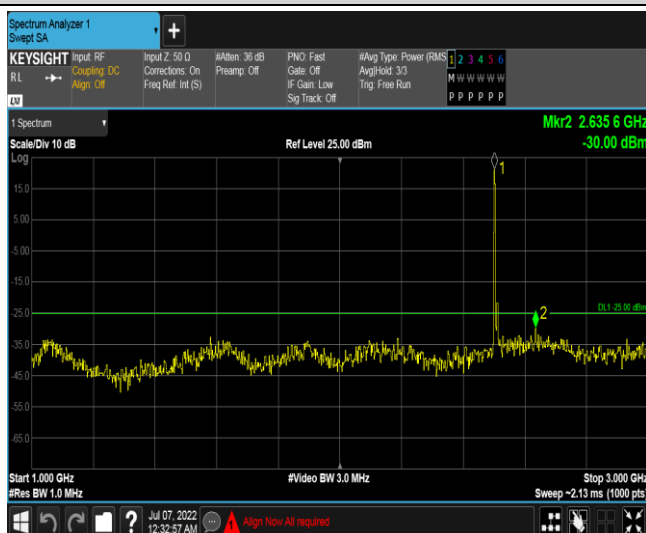 Spectrum Analyzer 1
Swept SA
+
KEYSIGHT
RL
LXI
Input: RF
Coupling: DC
Align: Off
Input Z: 50 Ω
Corrections: On
Freq Ref: Int (S)
#Atten: 36 dB
Preamp: Off
PNO: Fast
Gate: Off
IF Gain: Low
Sig Track: Off
#Avg Type: Power (RMS
Avg|Hold: 3/3
Trig: Free Run
1 2 3 4 5 6
M W W W W W
P P P P P P
1 Spectrum
Mkr2 2.635 6 GHz
Scale/Div 10 dB
Ref Level 25.00 dBm
-30.00 dBm
Log
1
15.0
5.00
-5.00
-15.0
-25.0
DL1 -25.00 dBm
2
-35.0
-45.0
-55.0
-65.0
Start 1.000 GHz
#Video BW 3.0 MHz
Stop 3.000 GHz
#Res BW 1.0 MHz
Sweep ~2.13 ms (1000 pts)
?
Jul 07, 2022
12:32:57 AM
Align Now All required